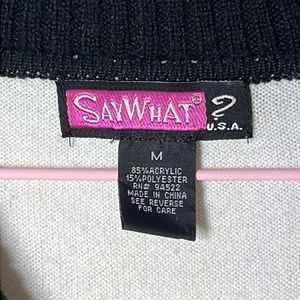 SAYWHAT® ?
U.S.A.
M
85% ACRYLIC
15% POLYESTER
RN# 94522
MADE IN CHINA
SEE REVERSE
FOR CARE